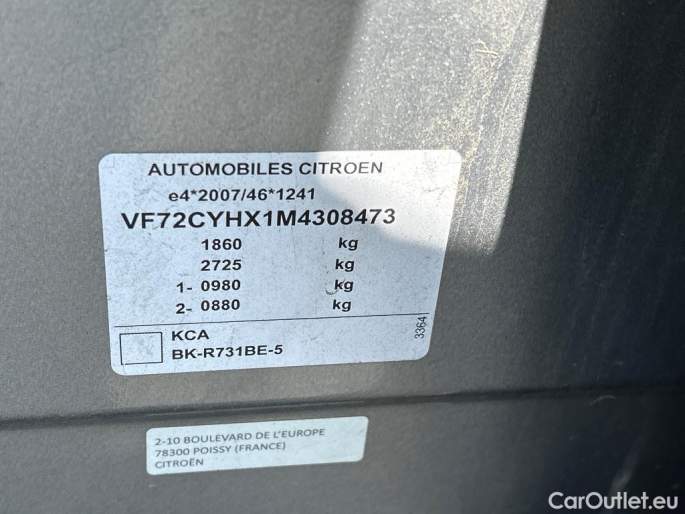 AUTOMOBILES CITROEN
e4*2007/46*1241
VF72CYHX1M4308473
1860 kg
2725 kg
1- 0980 kg
2- 0880 kg
KCA
BK-R731BE-5
3364
2-10 BOULEVARD DE L'EUROPE
78300 POISSY (FRANCE)
CITROËN
CarOutlet.eu